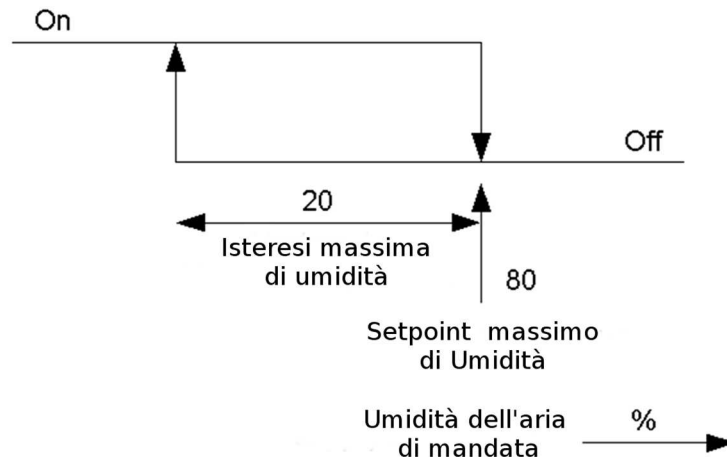 On
Off
20
Isteresi massima
di umidità
80
Setpoint massimo
di Umidità
Umidità dell'aria
di mandata
%